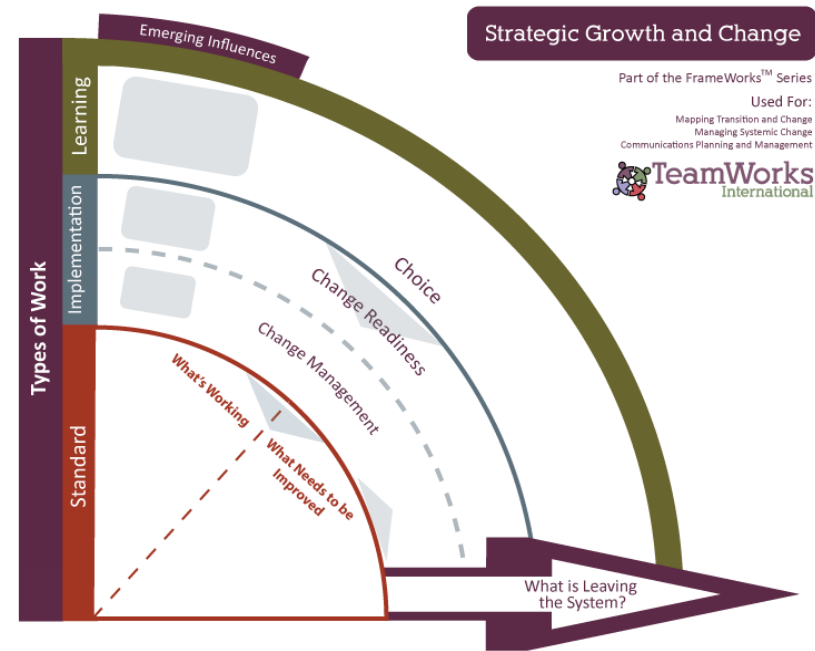 Emerging Influences
Strategic Growth and Change
Part of the FrameWorks™ Series
Used For:
Mapping Transition and Change
Managing Systemic Change
Communications Planning and Management
TeamWorks
International
Types of Work
Learning
Implementation
Standard
Choice
Change Readiness
Change Management
What's Working
What Needs to be
Improved
What is Leaving
the System?